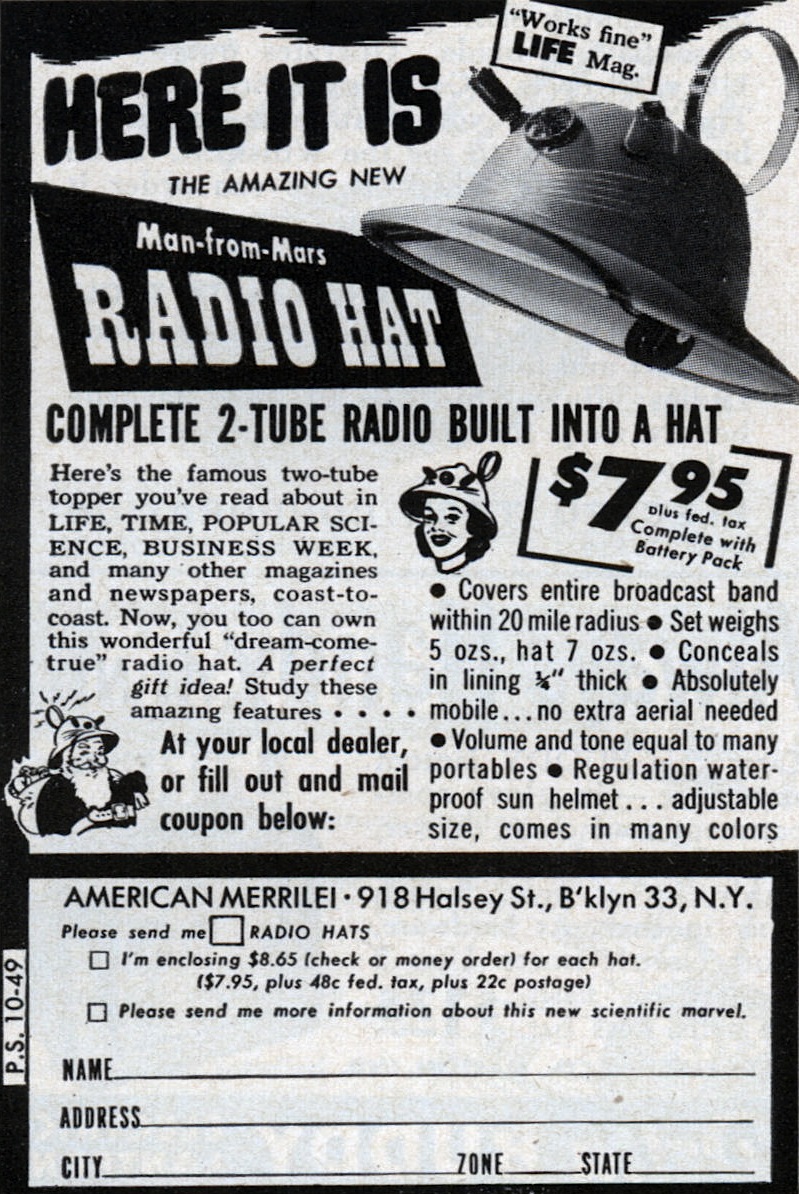 "Works fine"
LIFE Mag.
HERE IT IS
THE AMAZING NEW
Man-from-Mars
RADIO HAT
COMPLETE 2-TUBE RADIO BUILT INTO A HAT
Here's the famous two-tube
topper you've read about in
LIFE, TIME, POPULAR SCI-
ENCE, BUSINESS WEEK,
and many other magazines
and newspapers, coast-to-
coast. Now, you too can own
this wonderful "dream-come-
true" radio hat. A perfect
gift idea! Study these
amazing features . . . .
At your local dealer,
or fill out and mail
coupon below:
$7 95
plus fed. tax
Complete with
Battery Pack
● Covers entire broadcast band
within 20 mile radius ● Set weighs
5 ozs., hat 7 ozs. ● Conceals
in lining ¾" thick ● Absolutely
mobile...no extra aerial needed
● Volume and tone equal to many
portables ● Regulation water-
proof sun helmet... adjustable
size, comes in many colors
AMERICAN MERRILEI · 918 Halsey St., B'klyn 33, N.Y.
Please send me RADIO HATS
I'm enclosing $8.65 (check or money order) for each hat.
($7.95, plus 48c fed. tax, plus 22c postage)
Please send me more information about this new scientific marvel.
NAME
ADDRESS
CITY ZONE STATE
P.S. 10-49